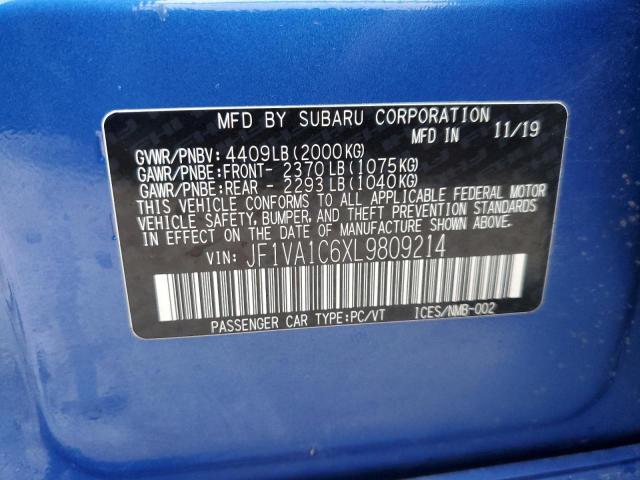 MFD BY SUBARU CORPORATION
MFD IN 11/19
GVWR/PNBV: 4409LB(2000KG)
GAWR/PNBE:FRONT- 2370LB(1075KG)
GAWR/PNBE:REAR - 2293LB(1040KG)
THIS VEHICLE CONFORMS TO ALL APPLICABLE FEDERAL MOTOR
VEHICLE SAFETY, BUMPER, AND THEFT PREVENTION STANDARDS
IN EFFECT ON THE DATE OF MANUFACTURE SHOWN ABOVE.
VIN: JF1VA1C6XL9809214
PASSENGER CAR TYPE:PC/VT ICES/NMB-002